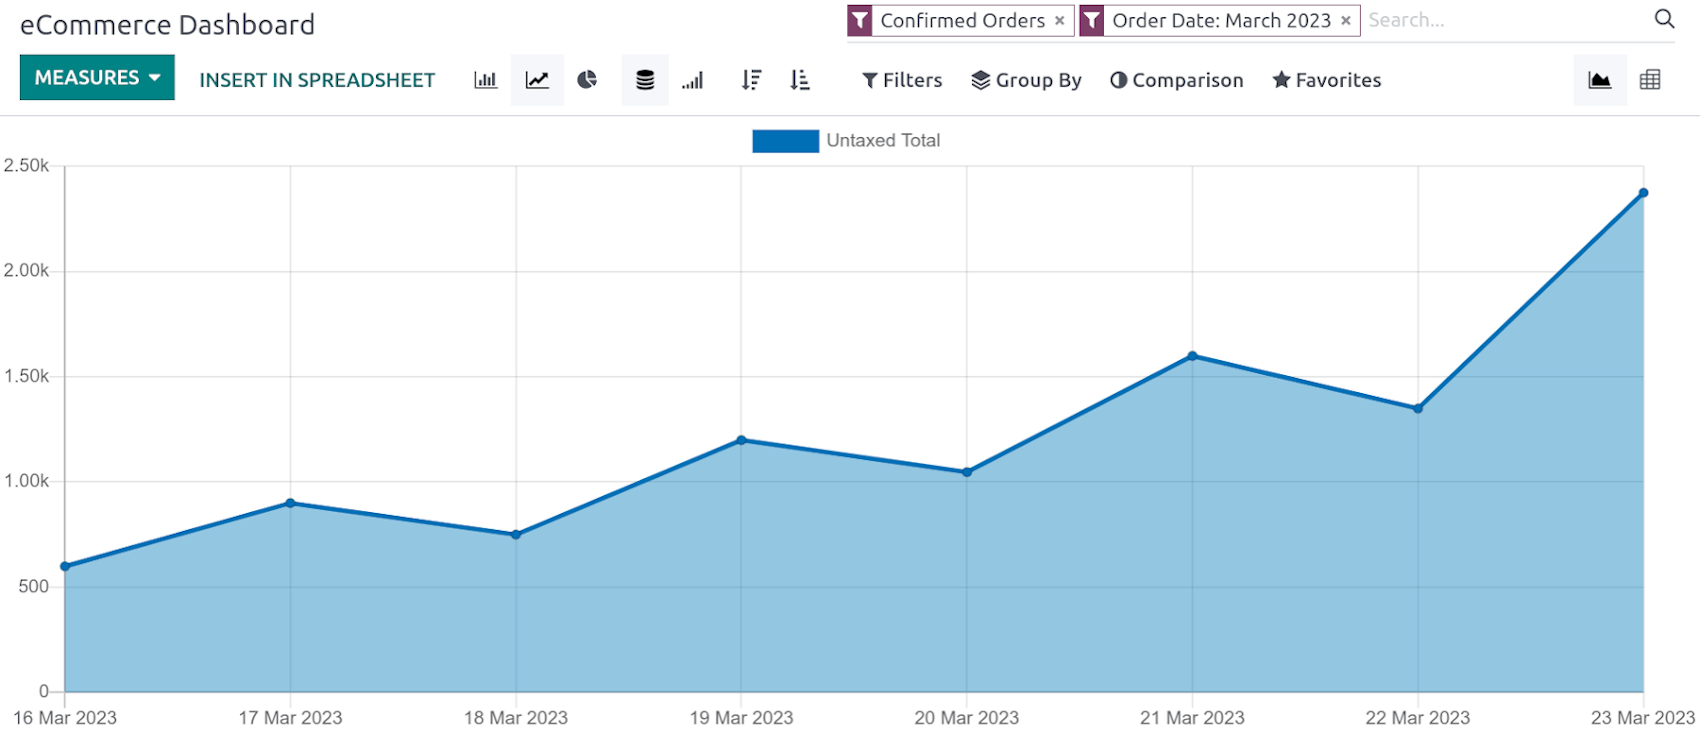 eCommerce Dashboard
Confirmed Orders ×
Order Date: March 2023 ×
Search...
MEASURES
INSERT IN SPREADSHEET
Filters
Group By
Comparison
Favorites
Untaxed Total
2.50k
2.00k
1.50k
1.00k
500
0
16 Mar 2023
17 Mar 2023
18 Mar 2023
19 Mar 2023
20 Mar 2023
21 Mar 2023
22 Mar 2023
23 Mar 2023